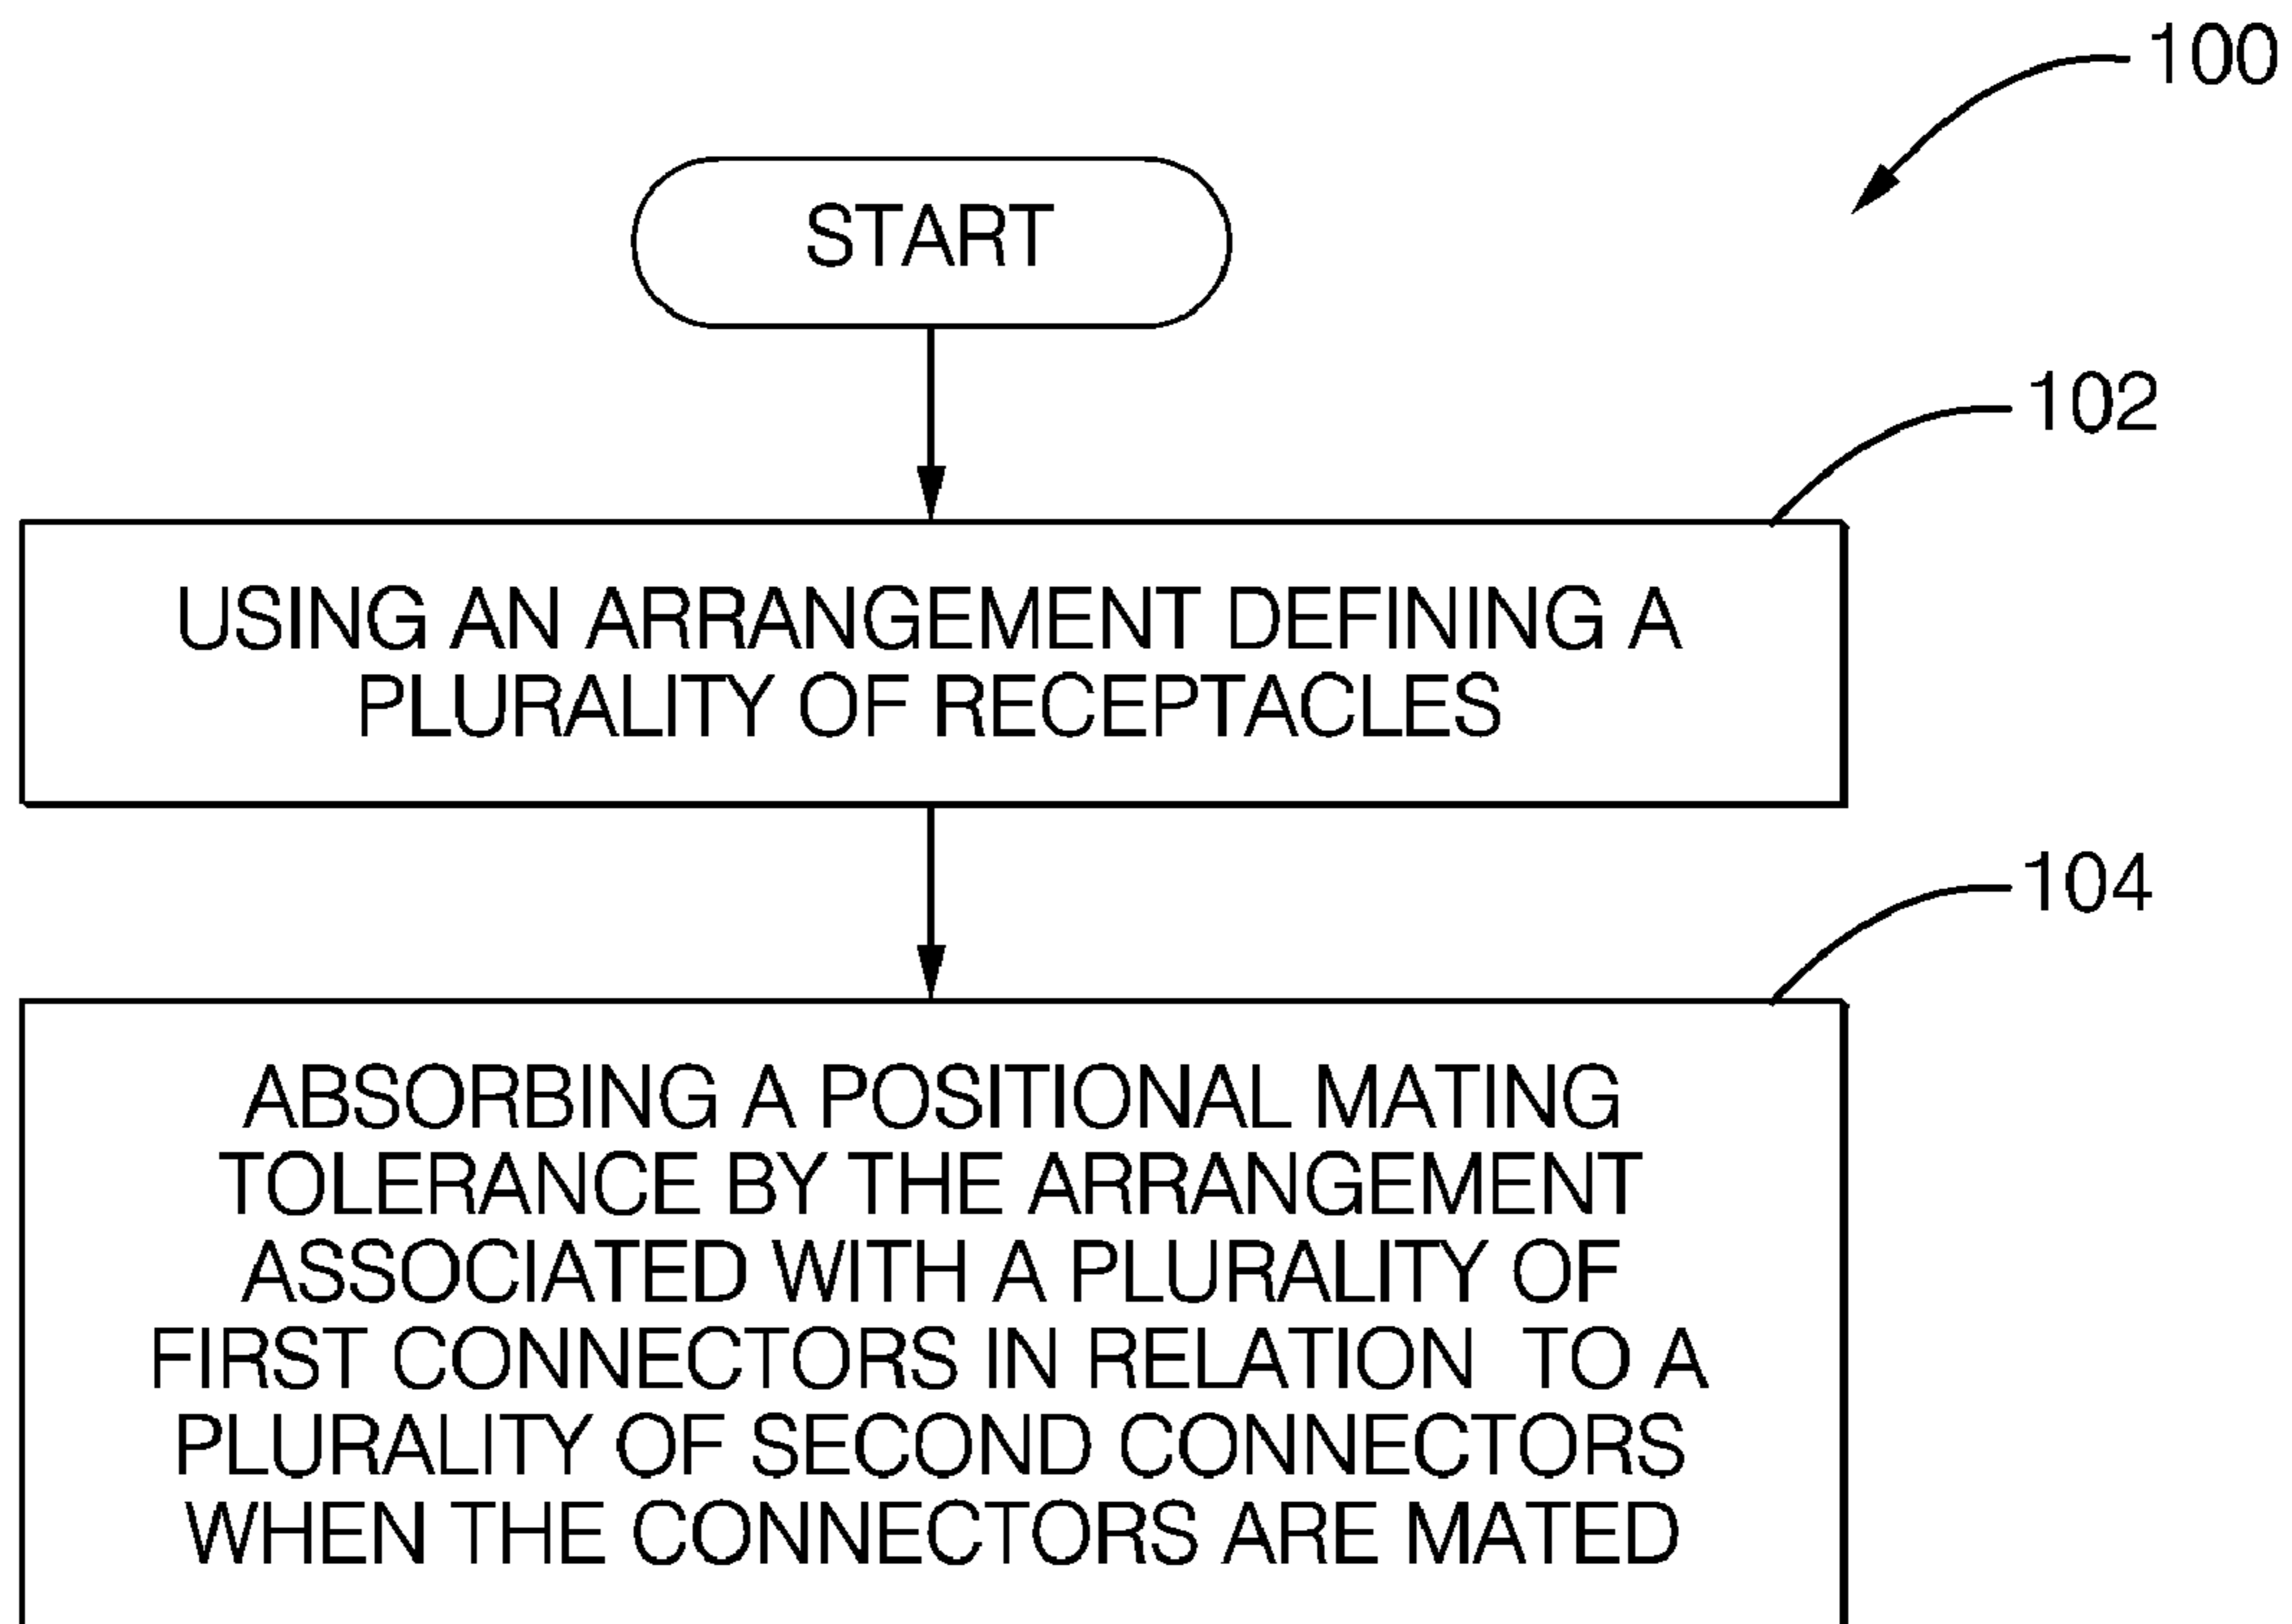 100
START
102
USING AN ARRANGEMENT DEFINING A
PLURALITY OF RECEPTACLES
104
ABSORBING A POSITIONAL MATING
TOLERANCE BY THE ARRANGEMENT
ASSOCIATED WITH A PLURALITY OF
FIRST CONNECTORS IN RELATION TO A
PLURALITY OF SECOND CONNECTORS
WHEN THE CONNECTORS ARE MATED